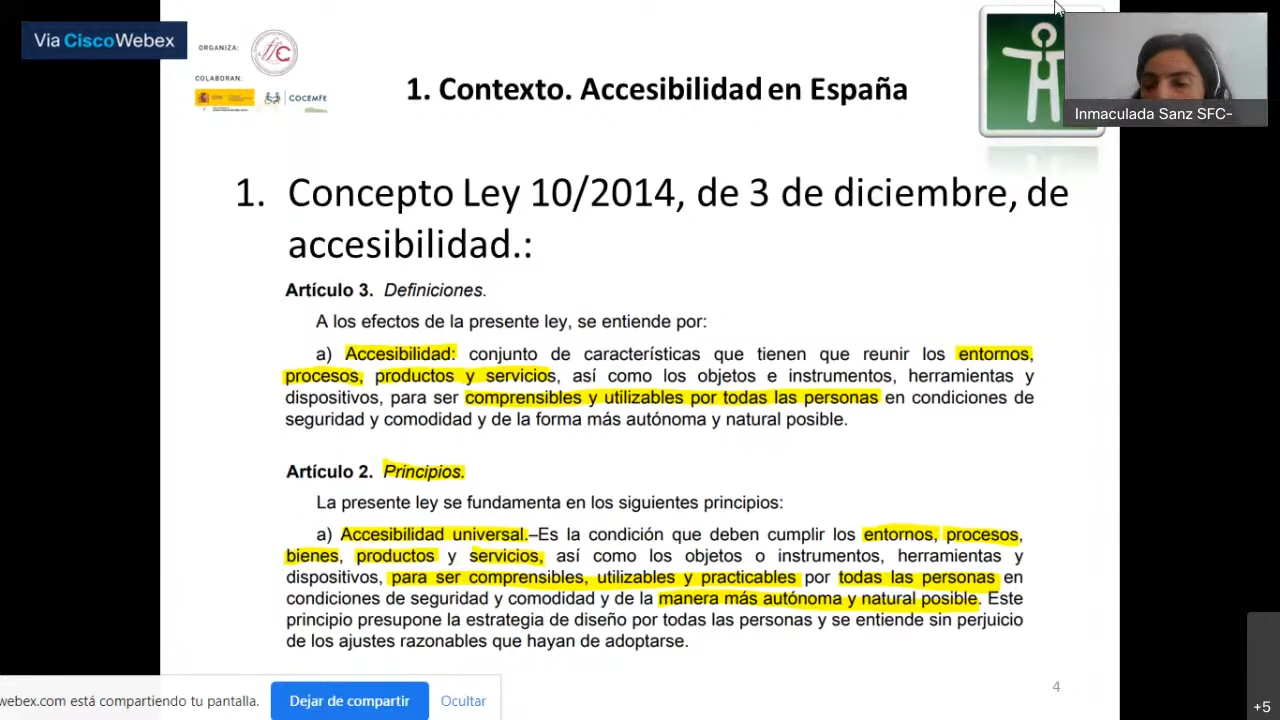 Via Cisco Webex
ORGANIZA:
COLABORAN:
COCEMFE
1. Contexto. Accesibilidad en España
Inmaculada Sanz SFC-
1. Concepto Ley 10/2014, de 3 de diciembre, de
accesibilidad.:
Artículo 3. Definiciones.
A los efectos de la presente ley, se entiende por:
a) Accesibilidad: conjunto de características que tienen que reunir los entornos,
procesos, productos y servicios, así como los objetos e instrumentos, herramientas y
dispositivos, para ser comprensibles y utilizables por todas las personas en condiciones de
seguridad y comodidad y de la forma más autónoma y natural posible.
Artículo 2. Principios.
La presente ley se fundamenta en los siguientes principios:
a) Accesibilidad universal.–Es la condición que deben cumplir los entornos, procesos,
bienes, productos y servicios, así como los objetos o instrumentos, herramientas y
dispositivos, para ser comprensibles, utilizables y practicables por todas las personas en
condiciones de seguridad y comodidad y de la manera más autónoma y natural posible. Este
principio presupone la estrategia de diseño por todas las personas y se entiende sin perjuicio
de los ajustes razonables que hayan de adoptarse.
4
webex.com está compartiendo tu pantalla.
Dejar de compartir
Ocultar
+5